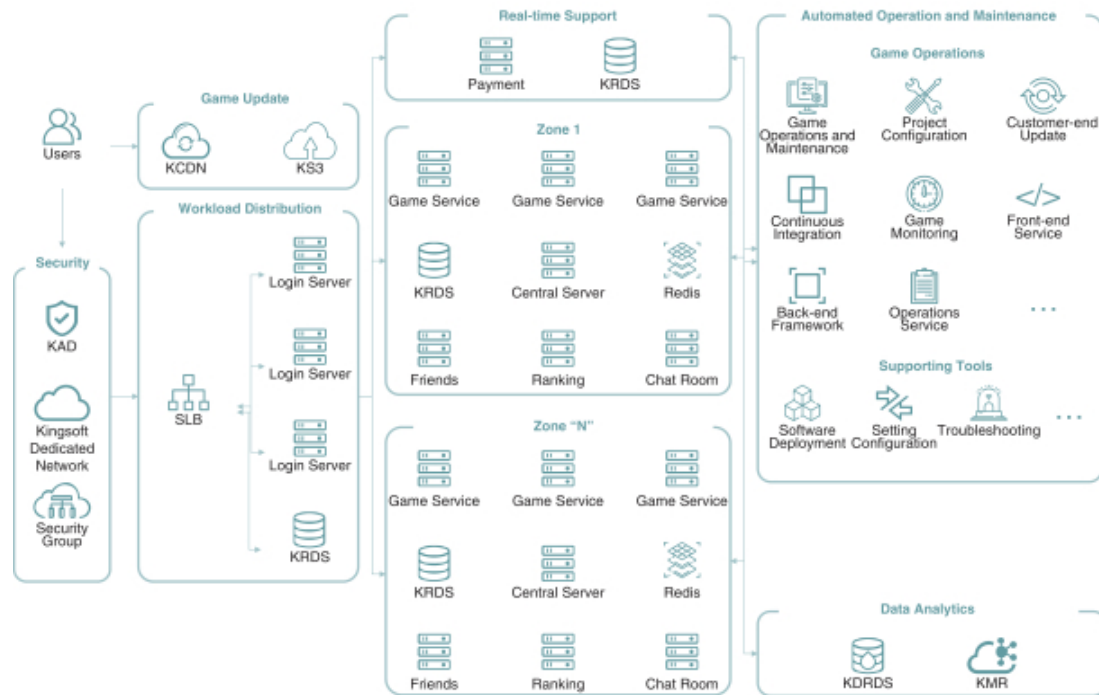 Users
Game Update
KCDN
KS3
Security
KAD
Kingsoft
Dedicated
Network
Security
Group
Workload Distribution
SLB
Login Server
Login Server
Login Server
KRDS
Real-time Support
Payment
KRDS
Zone 1
Game Service
Game Service
Game Service
KRDS
Central Server
Redis
Friends
Ranking
Chat Room
Zone “N”
Game Service
Game Service
Game Service
KRDS
Central Server
Redis
Friends
Ranking
Chat Room
Automated Operation and Maintenance
Game Operations
Game
Operations and
Maintenance
Project
Configuration
Customer-end
Update
Continuous
Integration
Game
Monitoring
</>
Front-end
Service
Back-end
Framework
Operations
Service
...
Supporting Tools
Software
Deployment
Setting
Configuration
Troubleshooting
...
Data Analytics
KDRDS
KMR